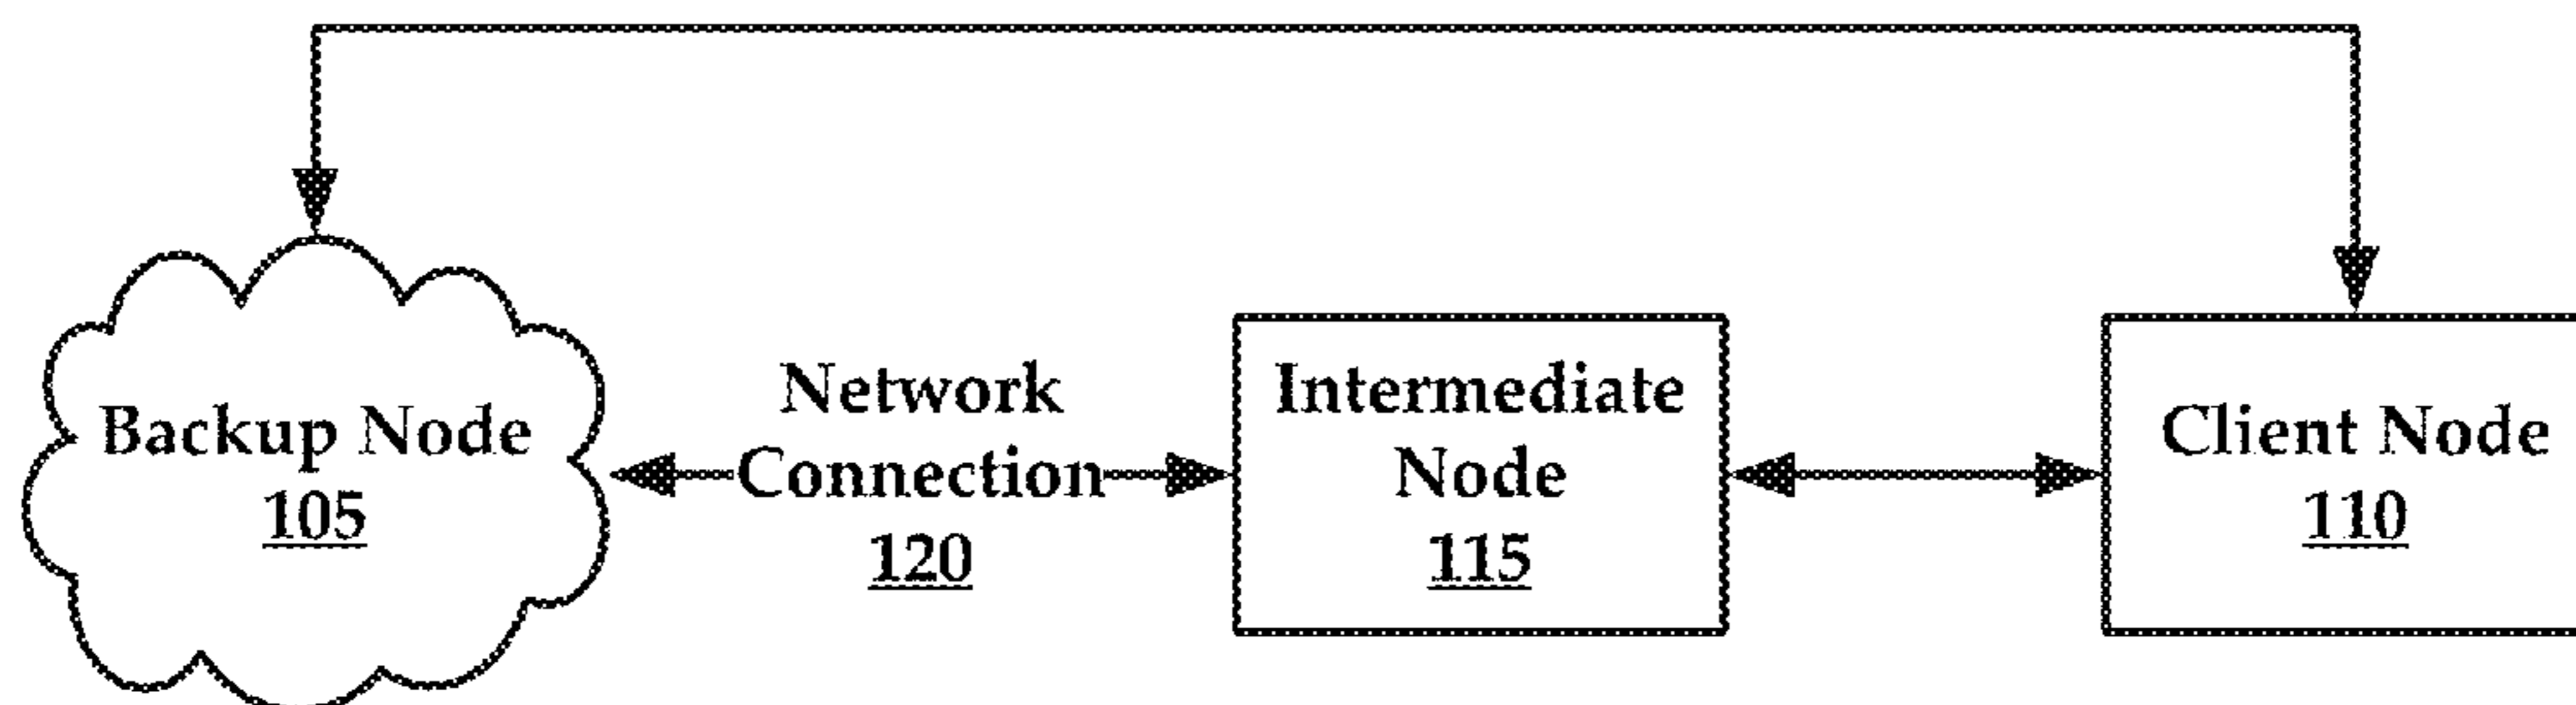 Backup Node
105
Network
Connection
120
Intermediate
Node
115
Client Node
110